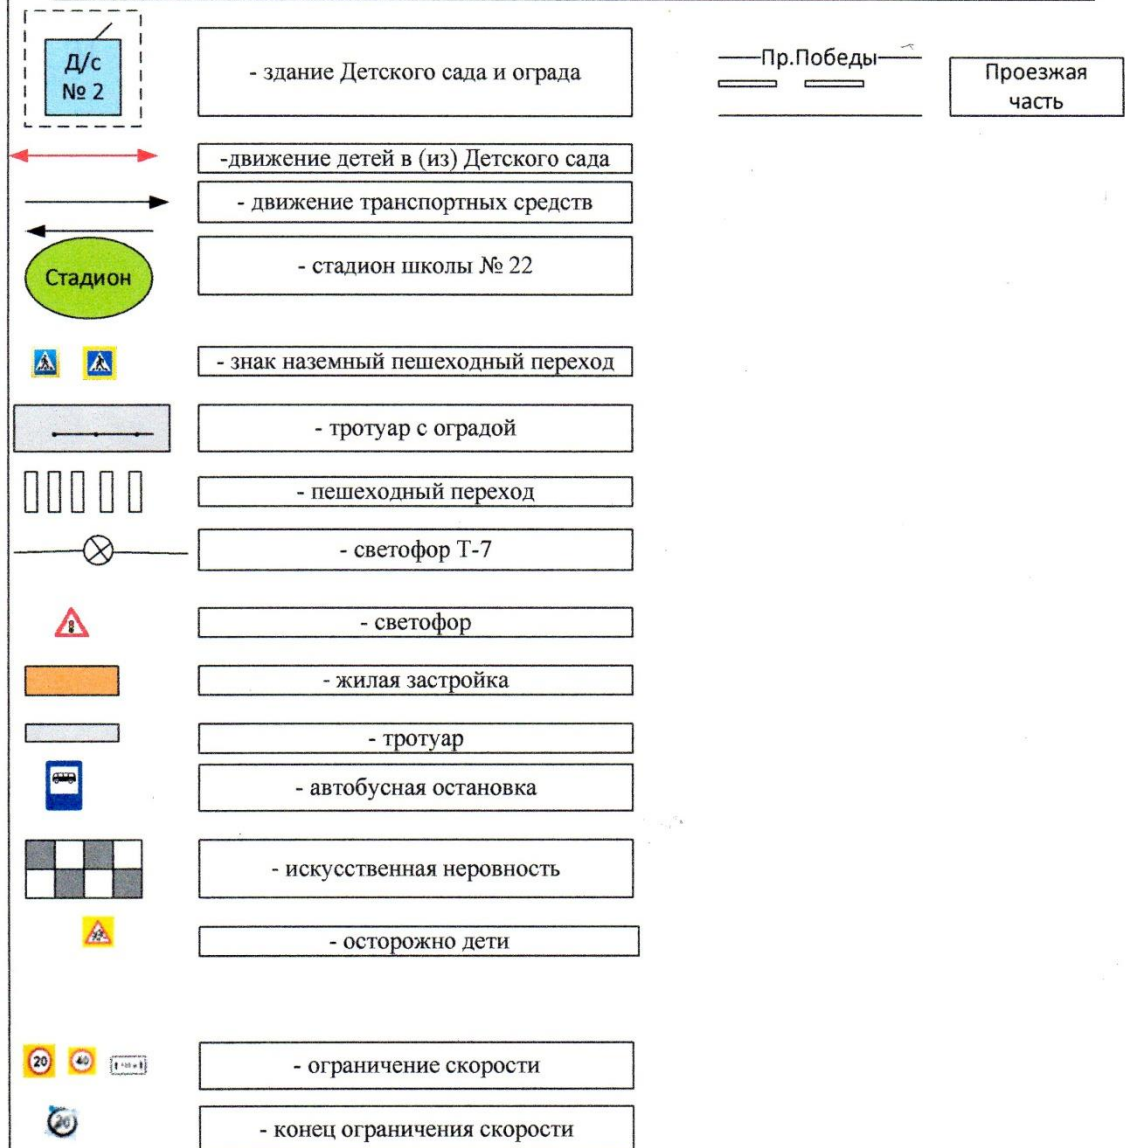 Д/с
№ 2
- здание Детского сада и ограда
Пр.Победы
Проезжая
часть
-движение детей в (из) Детского сада
- движение транспортных средств
Стадион
- стадион школы № 22
- знак наземный пешеходный переход
- тротуар с оградой
- пешеходный переход
- светофор Т-7
- светофор
- жилая застройка
- тротуар
- автобусная остановка
- искусственная неровность
- осторожно дети
20
40
- ограничение скорости
20
- конец ограничения скорости